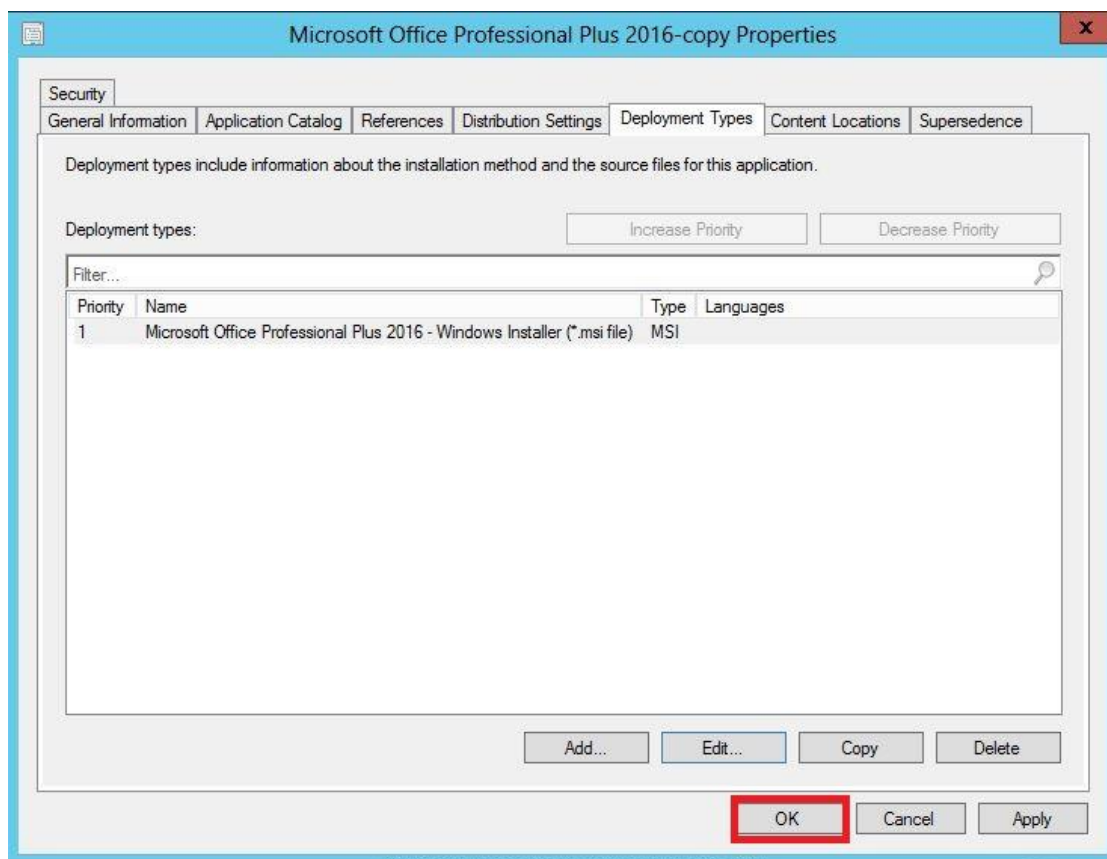 Microsoft Office Professional Plus 2016-copy Properties
x
Security
General Information Application Catalog References Distribution Settings Deployment Types Content Locations Supersedence
Deployment types include information about the installation method and the source files for this application.
Deployment types: Increase Priority Decrease Priority
Filter...
Priority Name Type Languages
1 Microsoft Office Professional Plus 2016 - Windows Installer (*.msi file) MSI
Add... Edit... Copy Delete
OK Cancel Apply